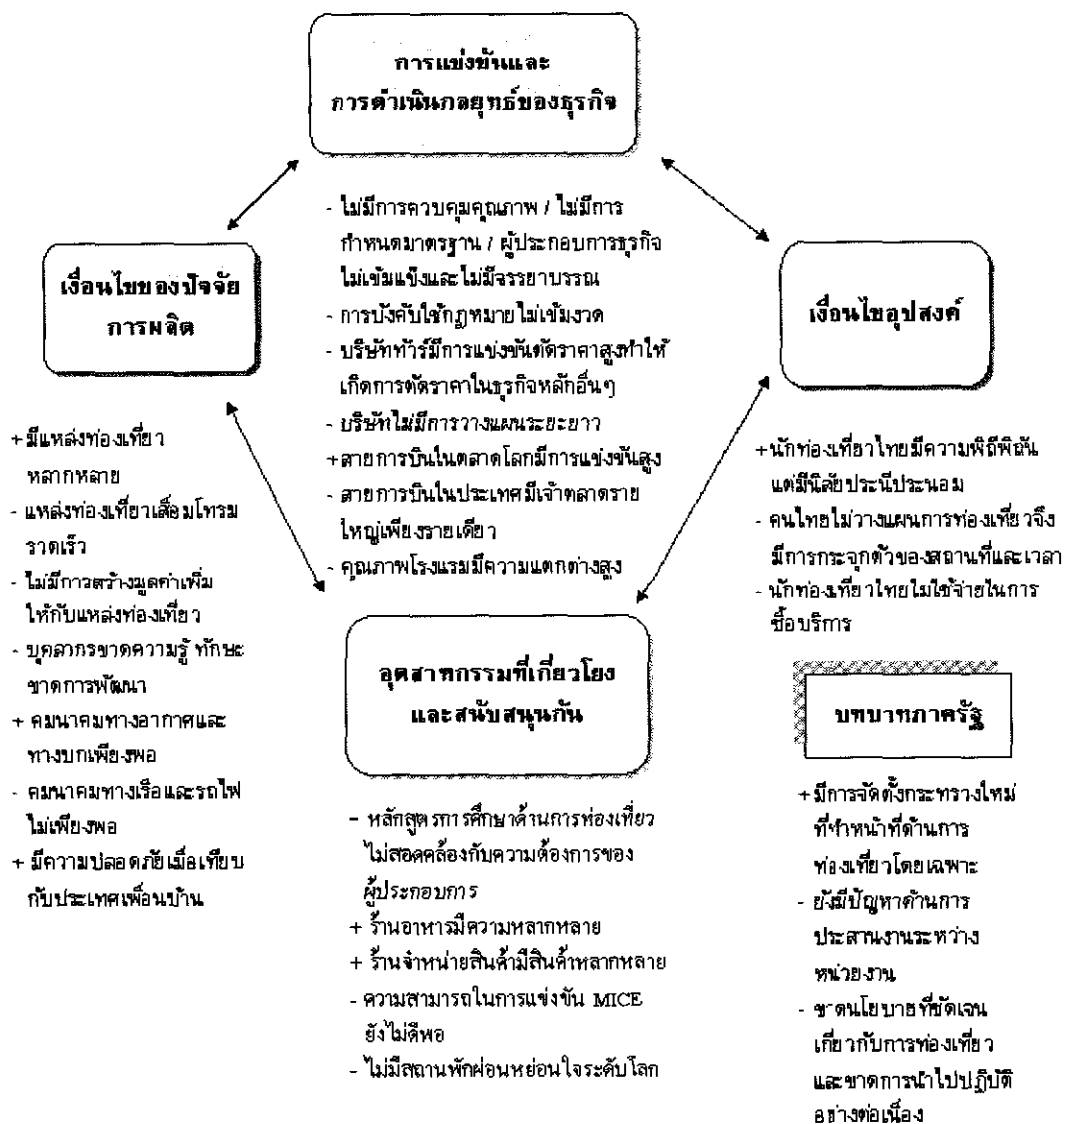 การแข่งขันและ
การดำเนินกลยุทธ์ของธุรกิจ
- ไม่มีการควบคุมคุณภาพ / ไม่มีการ
กำหนดมาตรฐาน / ผู้ประกอบการธุรกิจ
ไม่เข้มแข็งและไม่มีจรรยาบรรณ
- การบังคับใช้กฎหมายไม่เข้มงวด
- บริษัททัวร์มีการแข่งขันตัดราคาสูงทำให้
เกิดการตัดราคาในธุรกิจหลักอื่นๆ
- บริษัทไม่มีการวางแผนระยะยาว
+สายการบินในตลาดโลกมีการแข่งขันสูง
- สายการบินในประเทศมีเจ้าตลาดราย
ใหญ่เพียงรายเดียว
- คุณภาพโรงแรมมีความแตกต่างสูง
เงื่อนไขของปัจจัย
การผลิต
+มีแหล่งท่องเที่ยว
หลากหลาย
- แหล่งท่องเที่ยวเสื่อมโทรม
รวดเร็ว
- ไม่มีการสร้างมูลค่าเพิ่ม
ให้กับแหล่งท่องเที่ยว
- บุคลากรขาดความรู้ ทักษะ
ขาดการพัฒนา
+ คมนาคมทางอากาศและ
ทางบกเพียงพอ
- คมนาคมทางเรือและรถไฟ
ไม่เพียงพอ
+ มีความปลอดภัยเมื่อเทียบ
กับประเทศเพื่อนบ้าน
เงื่อนไขอุปสงค์
+นักท่องเที่ยวไทยมีความพิถีพิถัน
แต่มีนิสัยประนีประนอม
- คนไทยไม่วางแผนการท่องเที่ยวจึง
มีการกระจุกตัวของสถานที่และเวลา
- นักท่องเที่ยวไทยไม่ใช้จ่ายในการ
ซื้อบริการ
อุตสาหกรรมที่เกี่ยวโยง
และสนับสนุนกัน
- หลักสูตรการศึกษาด้านการท่องเที่ยว
ไม่สอดคล้องกับความต้องการของ
ผู้ประกอบการ
+ ร้านอาหารมีความหลากหลาย
+ ร้านจำหน่ายสินค้ามีสินค้าหลากหลาย
- ความสามารถในการแข่งขัน MICE
ยังไม่ดีพอ
- ไม่มีสถานพักผ่อนหย่อนใจระดับโลก
บทบาทภาครัฐ
+มีการจัดตั้งกระทรวงใหม่
ที่ทำหน้าที่ด้านการ
ท่องเที่ยวโดยเฉพาะ
- ยังมีปัญหาด้านการ
ประสานงานระหว่าง
หน่วยงาน
- ขาดนโยบายที่ชัดเจน
เกี่ยวกับการท่องเที่ยว
และขาดการนำไปปฏิบัติ
อย่างต่อเนื่อง